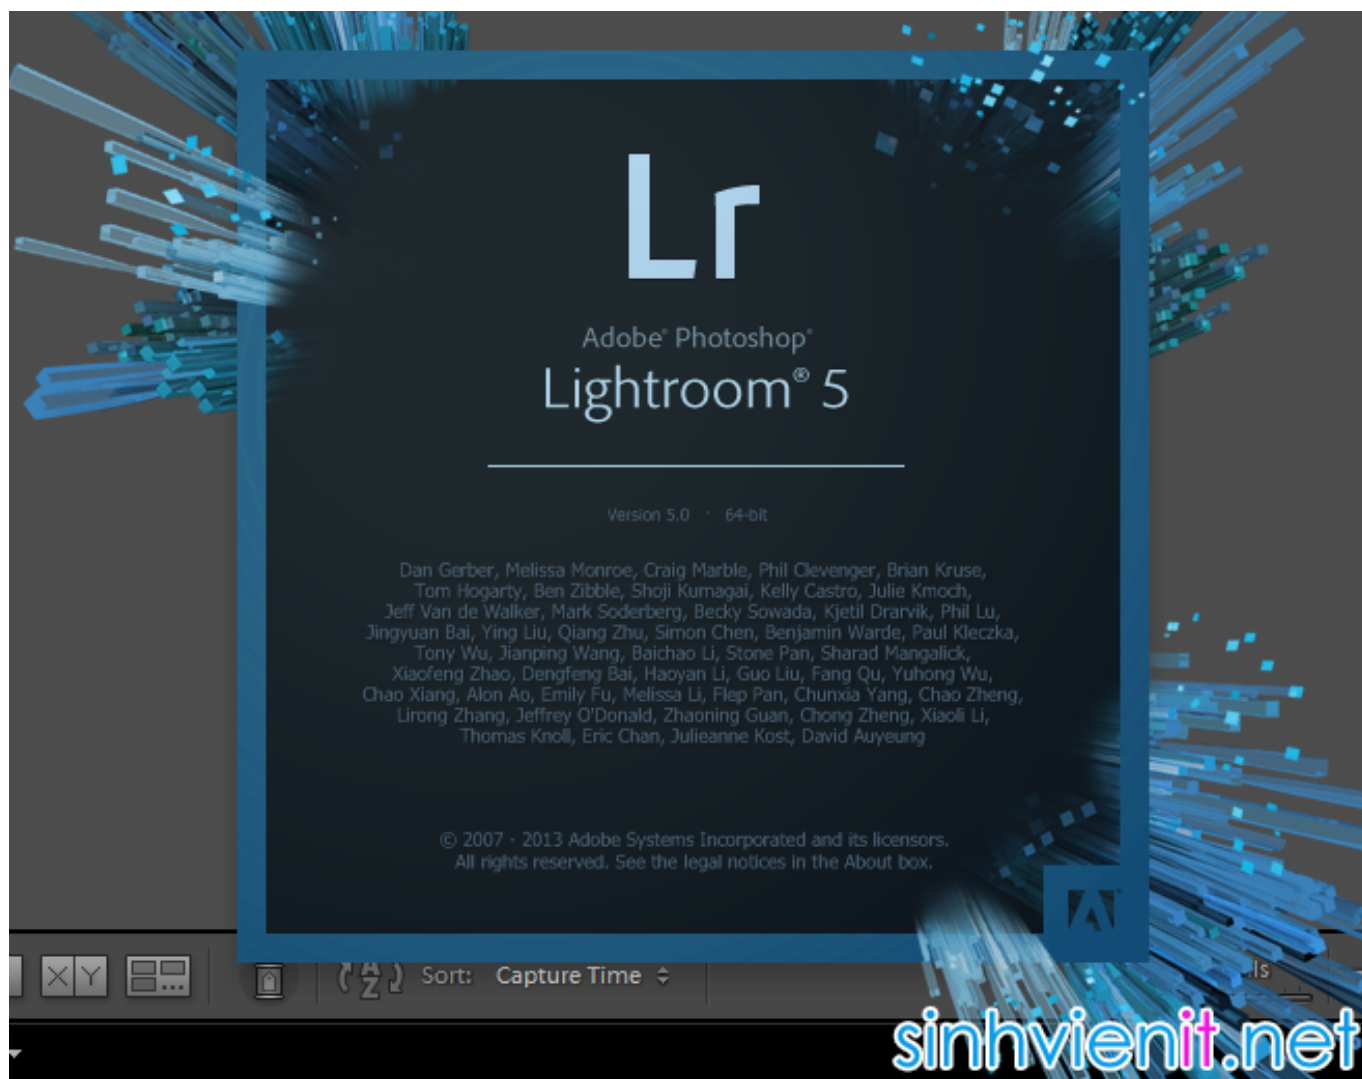 Lr
Adobe® Photoshop®
Lightroom® 5
Version 5.0 · 64-bit
Dan Gerber, Melissa Monroe, Craig Marble, Phil Clevenger, Brian Kruse,
Tom Hogarty, Ben Zibble, Shoji Kumagai, Kelly Castro, Julie Kmoch,
Jeff Van de Walker, Mark Soderberg, Becky Sowada, Kjetil Drarvik, Phil Lu,
Jingyuan Bai, Ying Liu, Qiang Zhu, Simon Chen, Benjamin Warde, Paul Kleczka,
Tony Wu, Jianping Wang, Baichao Li, Stone Pan, Sharad Mangalick,
Xiaofeng Zhao, Dengfeng Bai, Haoyan Li, Guo Liu, Fang Qu, Yuhong Wu,
Chao Xiang, Alon Ao, Emily Fu, Melissa Li, Flep Pan, Chunxia Yang, Chao Zheng,
Lirong Zhang, Jeffrey O'Donald, Zhaoning Guan, Chong Zheng, Xiaoli Li,
Thomas Knoll, Eric Chan, Julieanne Kost, David Auyeung
© 2007 - 2013 Adobe Systems Incorporated and its licensors.
All rights reserved. See the legal notices in the About box.
X Y A Z Sort: Capture Time
sinhvienit.net